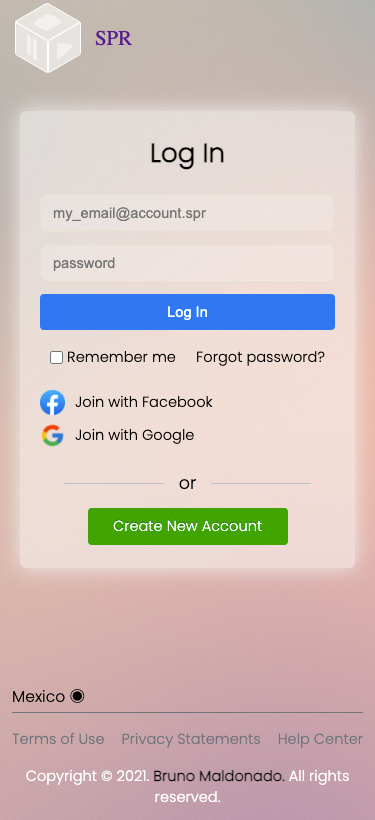 SPR
Log In
my_email@account.spr
password
Log In
Remember me Forgot password?
Join with Facebook
Join with Google
or
Create New Account
Mexico
Terms of Use Privacy Statements Help Center
Copyright © 2021. Bruno Maldonado. All rights
reserved.